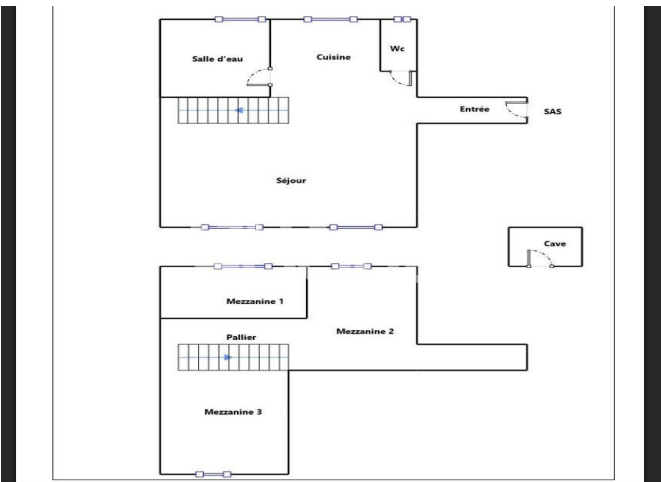 Salle d'eau
Cuisine
Wc
Entrée
SAS
Séjour
Cave
Mezzanine 1
Pallier
Mezzanine 2
Mezzanine 3